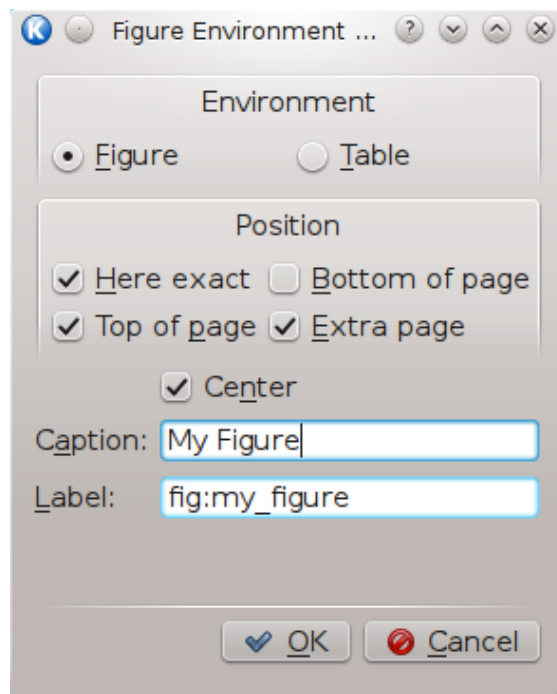 Figure Environment ...
Environment
Figure Table
Position
Here exact Bottom of page
Top of page Extra page
Center
Caption: My Figure
Label: fig:my_figure
OK Cancel